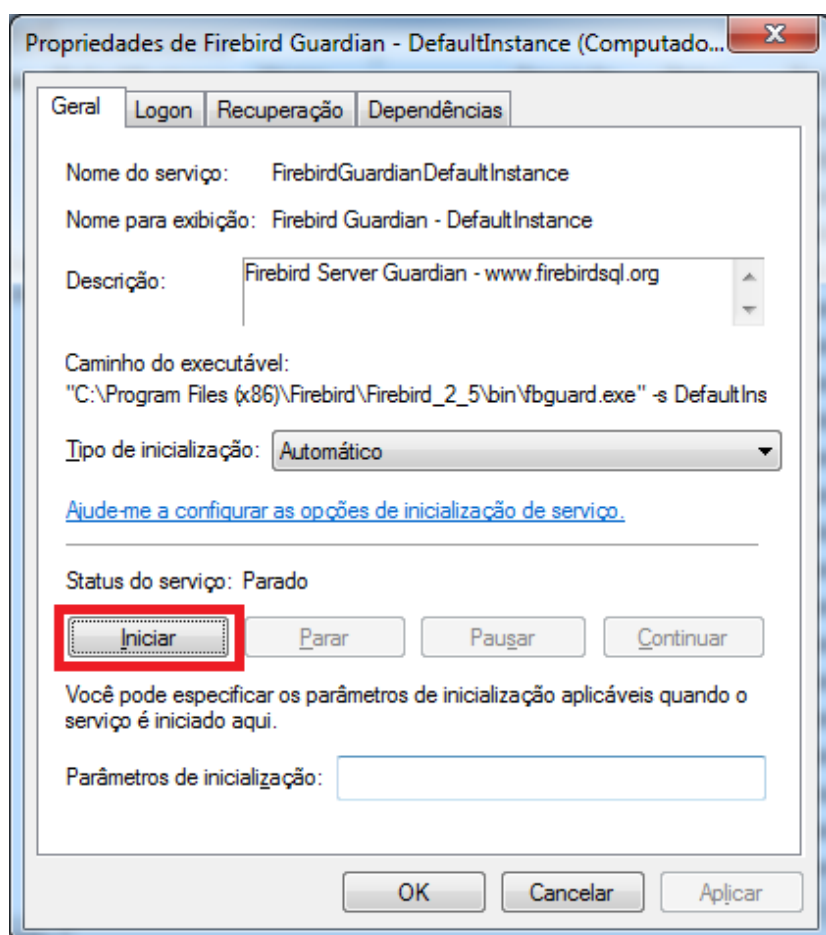 Propriedades de Firebird Guardian - DefaultInstance (Computado...
Geral Logon Recuperação Dependências
Nome do serviço: FirebirdGuardianDefaultInstance
Nome para exibição: Firebird Guardian - DefaultInstance
Descrição: Firebird Server Guardian - www.firebirdsql.org
Caminho do executável:
"C:\Program Files (x86)\Firebird\Firebird_2_5\bin\fbguard.exe" -s DefaultIns
Tipo de inicialização: Automático
Ajude-me a configurar as opções de inicialização de serviço.
Status do serviço: Parado
Iniciar Parar Pausar Continuar
Você pode especificar os parâmetros de inicialização aplicáveis quando o
serviço é iniciado aqui.
Parâmetros de inicialização:
OK Cancelar Aplicar